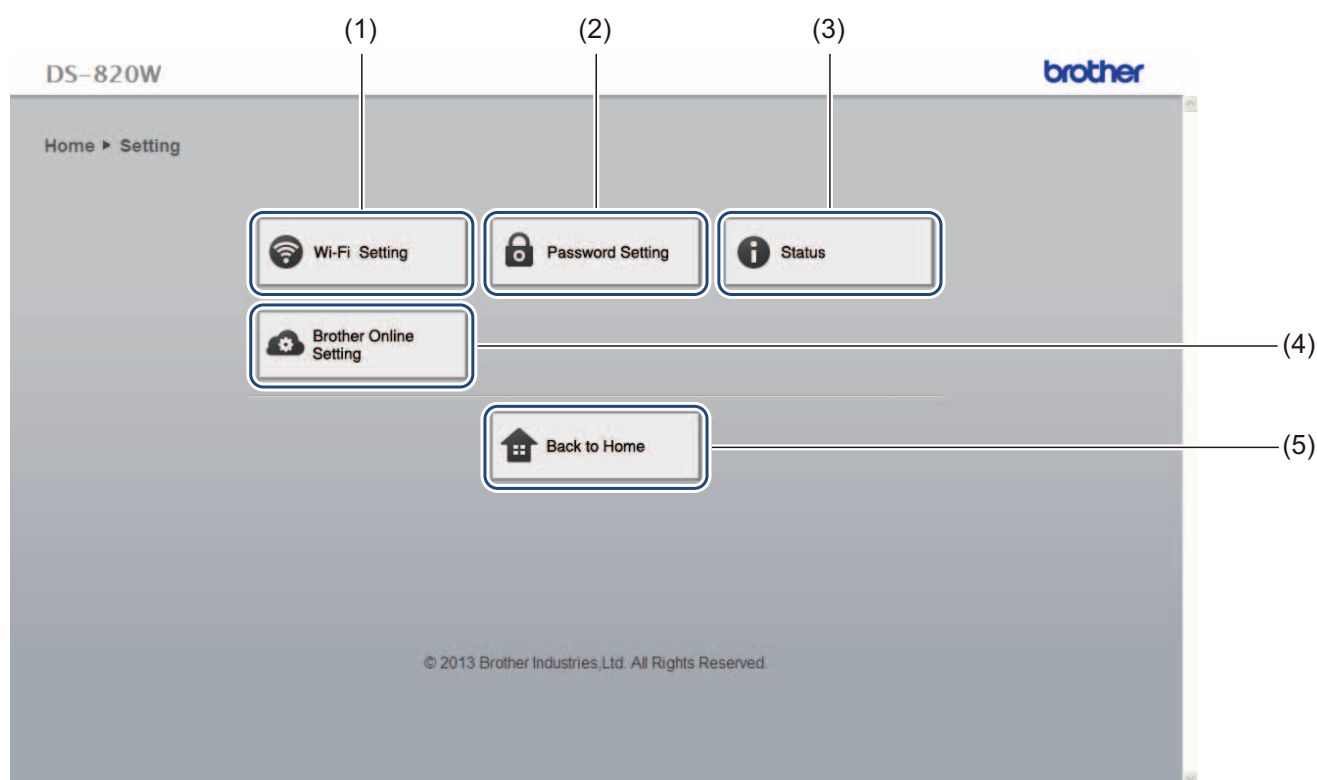 (1) (2) (3)
DS-820W brother
Home ▶ Setting
Wi-Fi Setting Password Setting Status
Brother Online
Setting
(4)
Back to Home
(5)
© 2013 Brother Industries,Ltd. All Rights Reserved